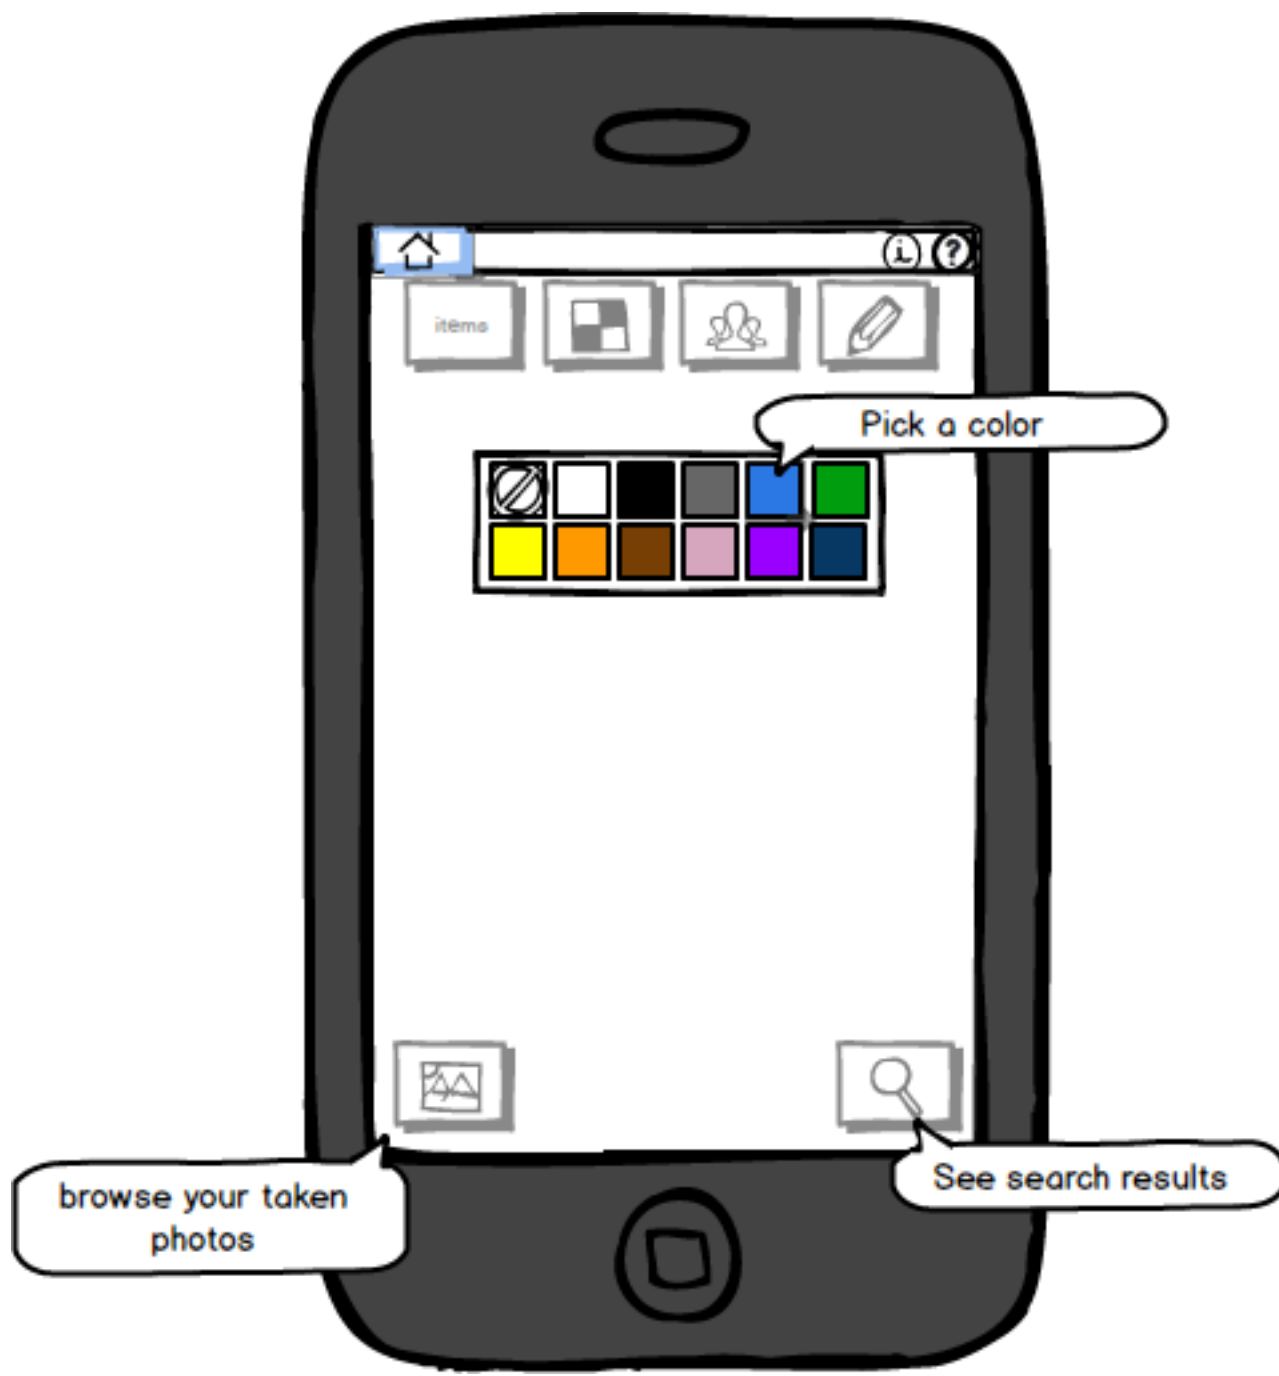 i ?
items
Pick a color
browse your taken
photos
See search results